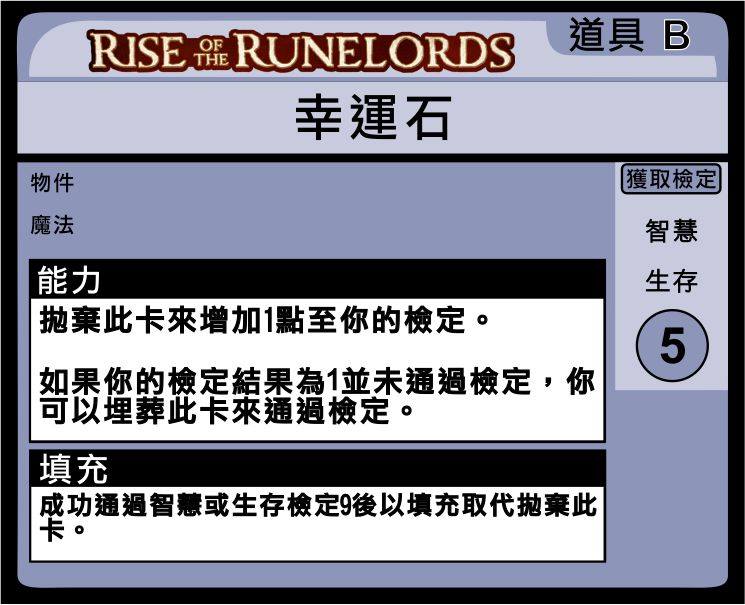 RISE OF THE RUNELORDS
道具 B
幸運石
物件
魔法
獲取檢定
智慧
生存
5
能力
拋棄此卡來增加1點至你的檢定。
如果你的檢定結果為1並未通過檢定，你
可以埋葬此卡來通過檢定。
填充
成功通過智慧或生存檢定9後以填充取代拋棄此
卡。